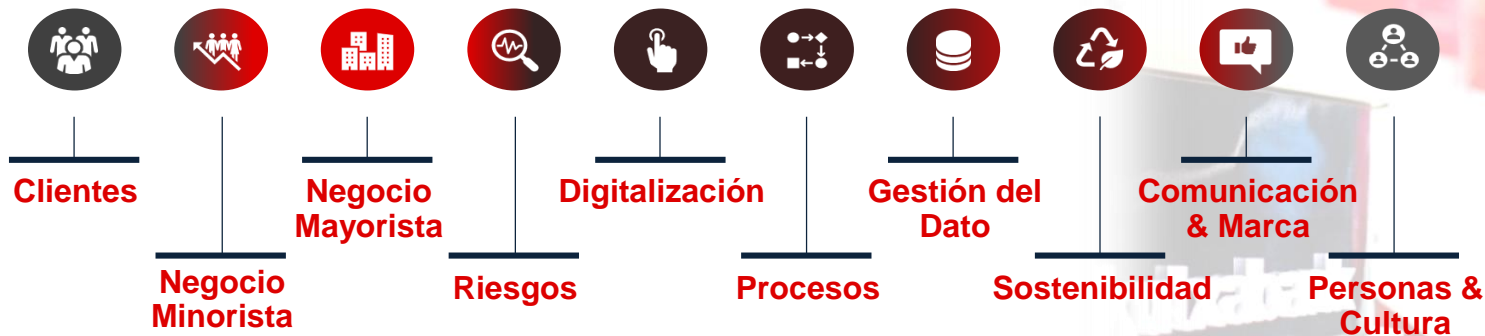 Clientes
Negocio
Minorista
Negocio
Mayorista
Riesgos
Digitalización
Procesos
Gestión del
Dato
Sostenibilidad
Comunicación
& Marca
Personas &
Cultura